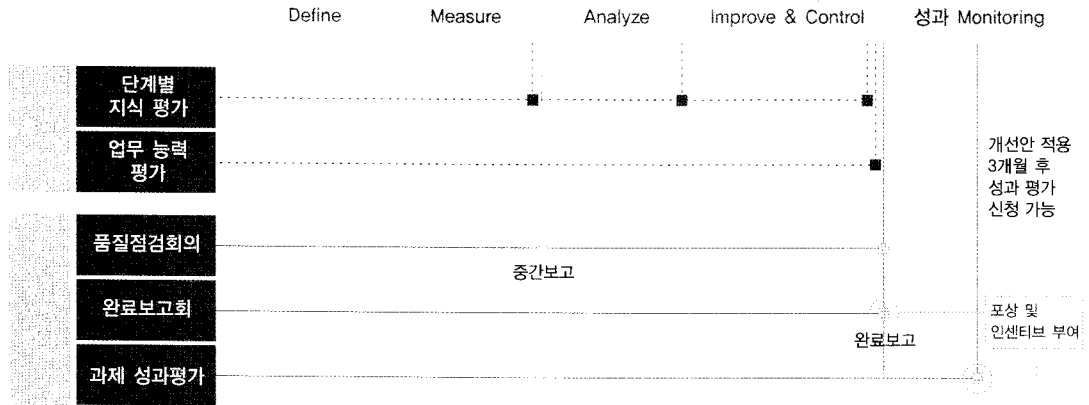 Define Measure Analyze Improve & Control 성과 Monitoring
단계별
지식 평가
업무 능력
평가
개선안 적용
3개월 후
성과 평가
신청 가능
품질점검회의
중간보고
완료보고회
포상 및
인센티브 부여
완료보고
과제 성과평가